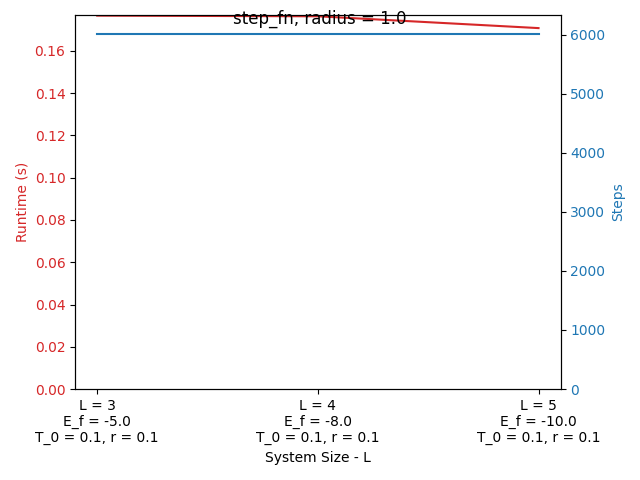 step_fn, radius = 1.0
0.16
0.14
0.12
0.10
0.08
0.06
0.04
0.02
0.00
Runtime (s)
6000
5000
4000
3000
2000
1000
0
Steps
L = 3
E_f = -5.0
T_0 = 0.1, r = 0.1
L = 4
E_f = -8.0
T_0 = 0.1, r = 0.1
L = 5
E_f = -10.0
T_0 = 0.1, r = 0.1
System Size - L